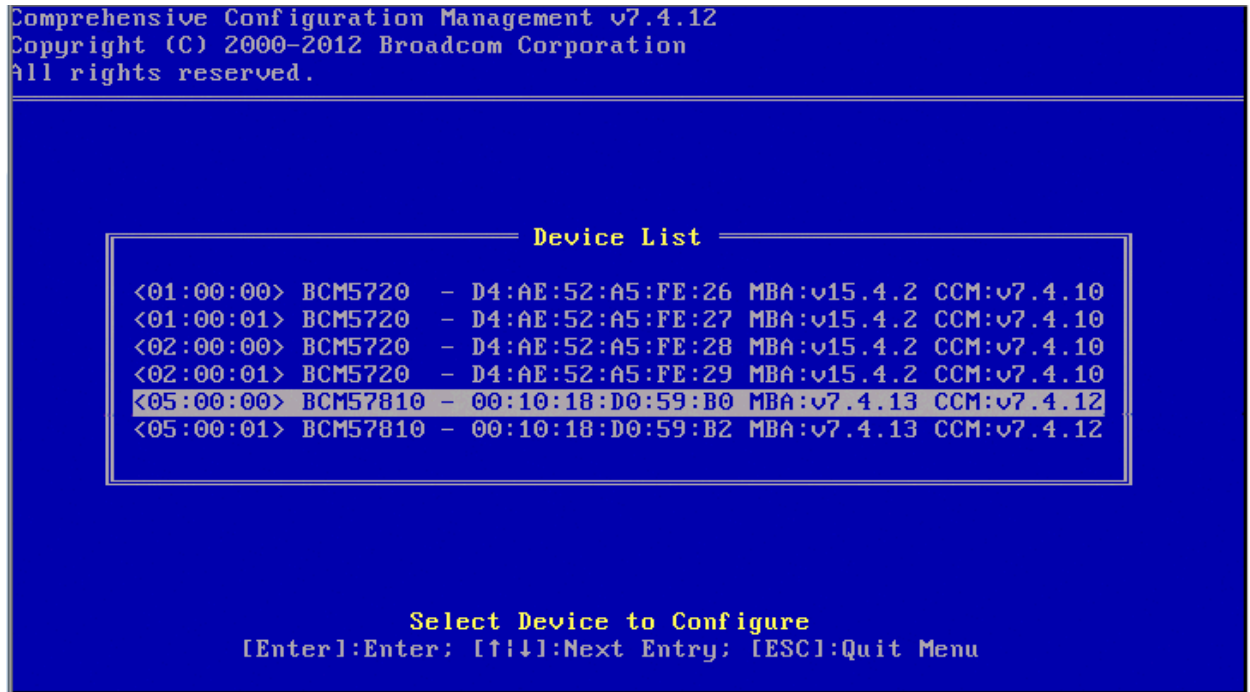 Comprehensive Configuration Management v7.4.12
Copyright (C) 2000-2012 Broadcom Corporation
All rights reserved.
Device List
<01:00:00> BCM5720 - D4:AE:52:A5:FE:26 MBA:v15.4.2 CCM:v7.4.10
<01:00:01> BCM5720 - D4:AE:52:A5:FE:27 MBA:v15.4.2 CCM:v7.4.10
<02:00:00> BCM5720 - D4:AE:52:A5:FE:28 MBA:v15.4.2 CCM:v7.4.10
<02:00:01> BCM5720 - D4:AE:52:A5:FE:29 MBA:v15.4.2 CCM:v7.4.10
<05:00:00> BCM57810 - 00:10:18:D0:59:B0 MBA:v7.4.13 CCM:v7.4.12
<05:00:01> BCM57810 - 00:10:18:D0:59:B2 MBA:v7.4.13 CCM:v7.4.12
Select Device to Configure
[Enter]:Enter; [↑¦↓]:Next Entry; [ESC]:Quit Menu